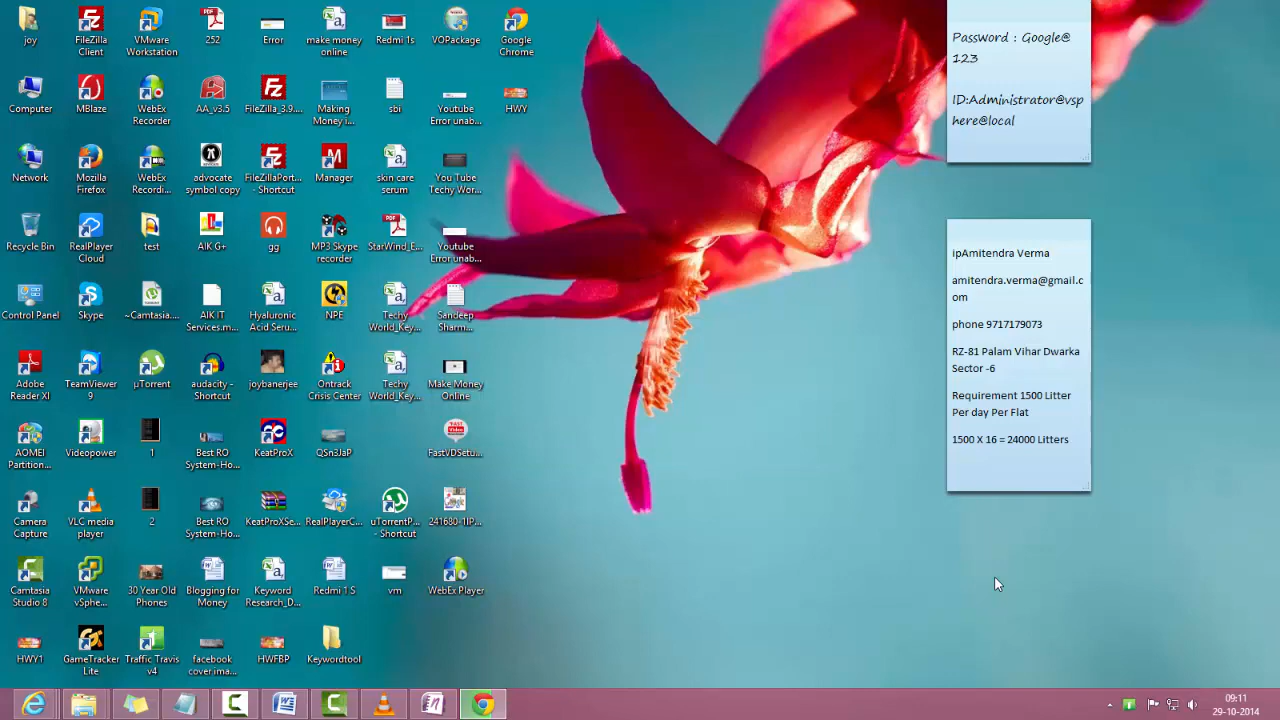 joy
FileZilla
Client
VMware
Workstation
252
Error
make money
online
Redmi 1s
VOPackage
Google
Chrome
Computer
MBlaze
WebEx
Recorder
AA_v3.5
FileZilla_3.9....
Making
Money i...
sbi
Youtube
Error unab...
HWY
Network
Mozilla
Firefox
WebEx
Recordi...
advocate
symbol copy
FileZillaPort...
- Shortcut
Manager
skin care
serum
You Tube
Techy Wor...
Recycle Bin
RealPlayer
Cloud
test
AIK G+
gg
MP3 Skype
recorder
StarWind_E...
Youtube
Error unab...
Control Panel
Skype
~Camtasia....
AIK IT
Services.m...
Hyaluronic
Acid Seru...
NPE
Techy
World_Key...
Sandeep
Sharm...
Adobe
Reader XI
TeamViewer
9
µTorrent
audacity -
Shortcut
joybanerjee
Ontrack
Crisis Center
Techy
World_Key...
Make Money
Online
AOMEI
Partition...
Videopower
1
Best RO
System-Ho...
KeatProX
QSn3JaP
FastVDSetu...
Camera
Capture
VLC media
player
2
Best RO
System-Ho...
KeatProXSe...
RealPlayerC...
uTorrentP...
- Shortcut
241680-1IP...
Camtasia
Studio 8
VMware
vSphe...
30 Year Old
Phones
Blogging for
Money
Keyword
Research_D...
Redmi 1 S
vm
WebEx Player
HWY1
GameTracker
Lite
Traffic Travis
v4
facebook
cover.ima...
HWFBP
Keywordtool
Password : Google@
123
ID:Administrator@vsp
here@local
ipAmitendra Verma
amitendra.verma@gmail.c
om
phone 9717179073
RZ-81 Palam Vihar Dwarka
Sector -6
Requirement 1500 Litter
Per day Per Flat
1500 X 16 = 24000 Litters
09:11
29-10-2014